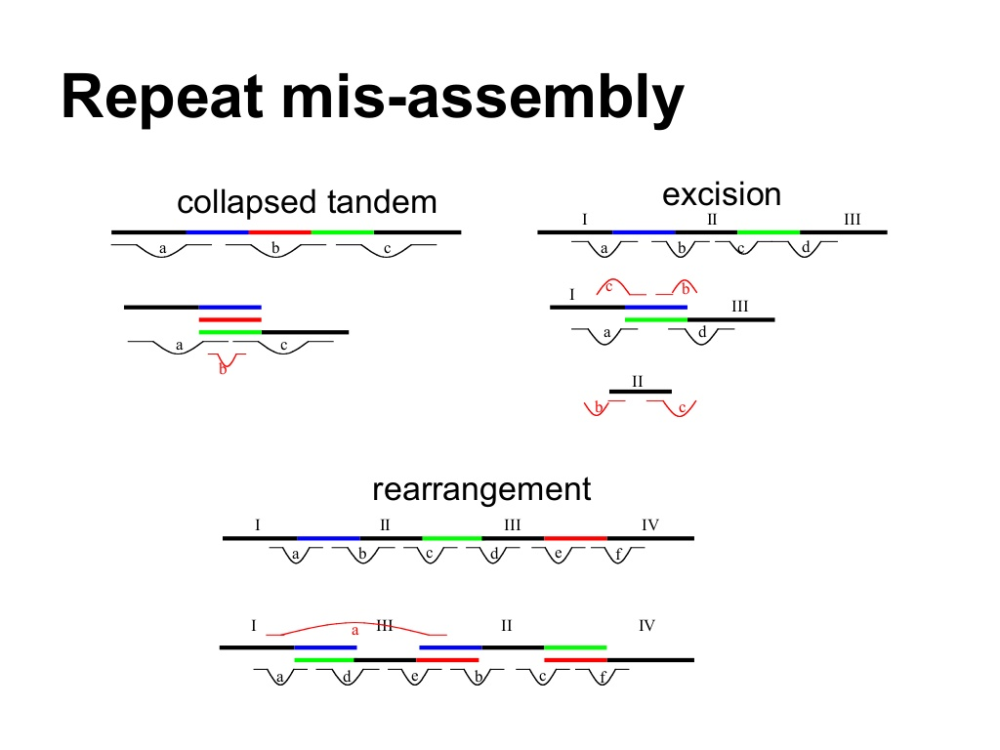 Repeat mis-assembly
collapsed tandem
a b c
a c
b
excision
I II III
a b c d
c b
I III
a d
II
b c
rearrangement
I II III IV
a b c d e f
I a III II IV
a d e b c f